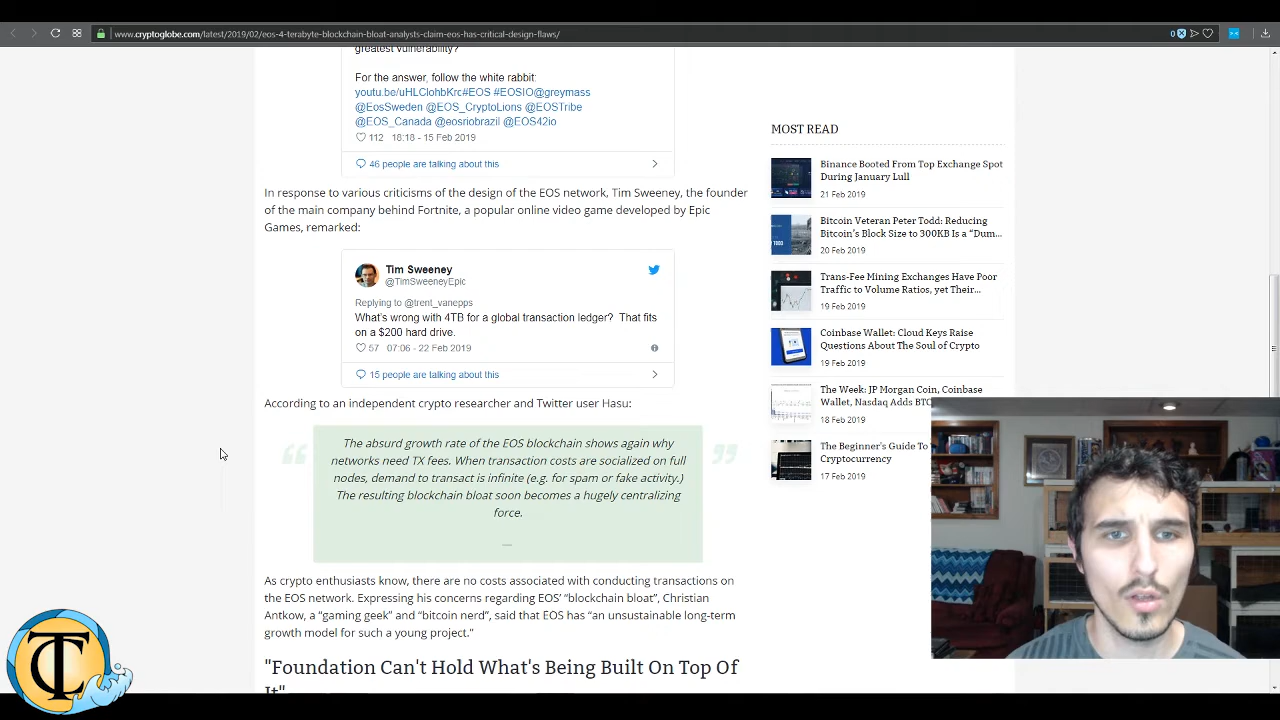 www.cryptoglobe.com/latest/2019/02/eos-4-terabyte-blockchain-bloat-analysts-claim-eos-has-critical-design-flaws/
0
greatest vulnerability?
For the answer, follow the white rabbit:
youtu.be/uHLClohbKrc#EOS #EOSIO@greymass
@EosSweden @EOS_CryptoLions @EOSTribe
@EOS_Canada @eosriobrazil @EOS42io
112 18:18 - 15 Feb 2019
46 people are talking about this
In response to various criticisms of the design of the EOS network, Tim Sweeney, the founder
of the main company behind Fortnite, a popular online video game developed by Epic
Games, remarked:
Tim Sweeney
@TimSweeneyEpic
Replying to @trent_vanepps
What's wrong with 4TB for a global transaction ledger? That fits
on a $200 hard drive.
57 07:06 - 22 Feb 2019
15 people are talking about this
According to an independent crypto researcher and Twitter user Hasu:
The absurd growth rate of the EOS blockchain shows again why
networks need TX fees. When transaction costs are socialized on full
nodes, demand to transact is infinite (e.g. for spam or fake activity.)
The resulting blockchain bloat soon becomes a hugely centralizing
force.
—
As crypto enthusiasts know, there are no costs associated with conducting transactions on
the EOS network. Expressing his concerns regarding EOS' "blockchain bloat", Christian
Antkow, a "gaming geek" and "bitcoin nerd", said that EOS has "an unsustainable long-term
growth model for such a young project."
"Foundation Can't Hold What's Being Built On Top Of
It"
MOST READ
Binance Booted From Top Exchange Spot
During January Lull
21 Feb 2019
Bitcoin Veteran Peter Todd: Reducing
Bitcoin's Block Size to 300KB Is a "Dum...
20 Feb 2019
Trans-Fee Mining Exchanges Have Poor
Traffic to Volume Ratios, yet Their...
19 Feb 2019
Coinbase Wallet: Cloud Keys Raise
Questions About The Soul of Crypto
19 Feb 2019
The Week: JP Morgan Coin, Coinbase
Wallet, Nasdaq Adds BTC
18 Feb 2019
The Beginner's Guide To
Cryptocurrency
17 Feb 2019
TC